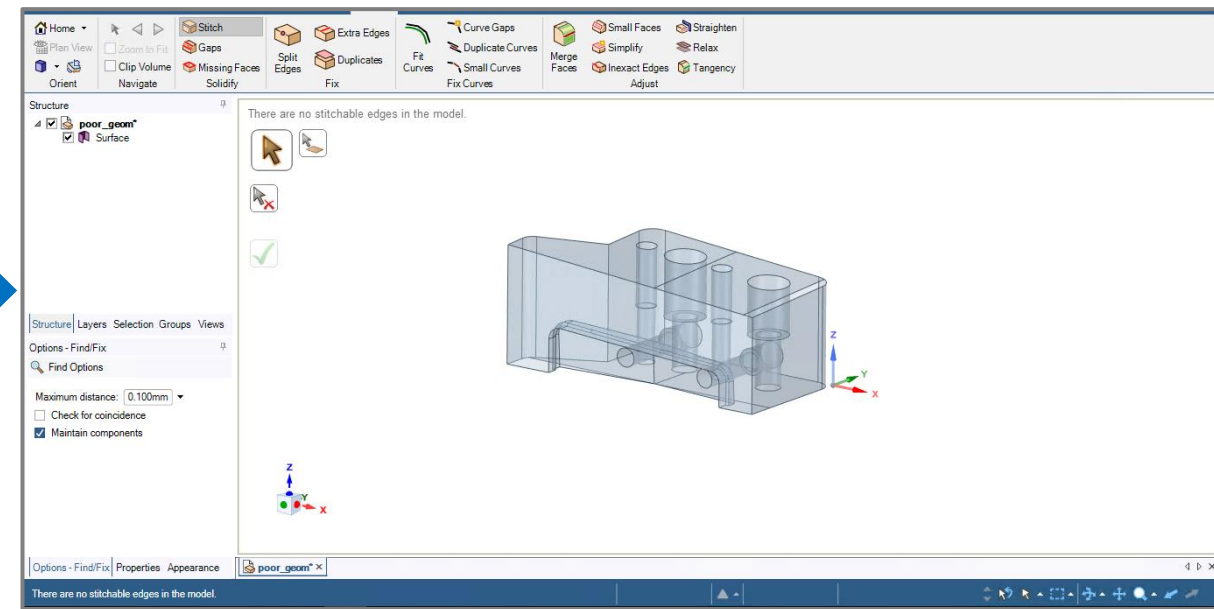 Home
Plan View
Orient
Zoom to Fit
Clip Volume
Navigate
Stitch
Gaps
Missing Faces
Solidify
Split Edges
Extra Edges
Duplicates
Fix
Fit Curves
Curve Gaps
Duplicate Curves
Small Curves
Fix Curves
Merge Faces
Small Faces
Simplify
Inexact Edges
Straighten
Relax
Tangency
Adjust
Structure
poor_geom*
Surface
Structure Layers Selection Groups Views
Options - Find/Fix
Find Options
Maximum distance: 0.100mm
Check for coincidence
Maintain components
There are no stitchable edges in the model.
Z
Y
X
Z
Y
X
Options - Find/Fix Properties Appearance
poor_geom* ×
There are no stitchable edges in the model.